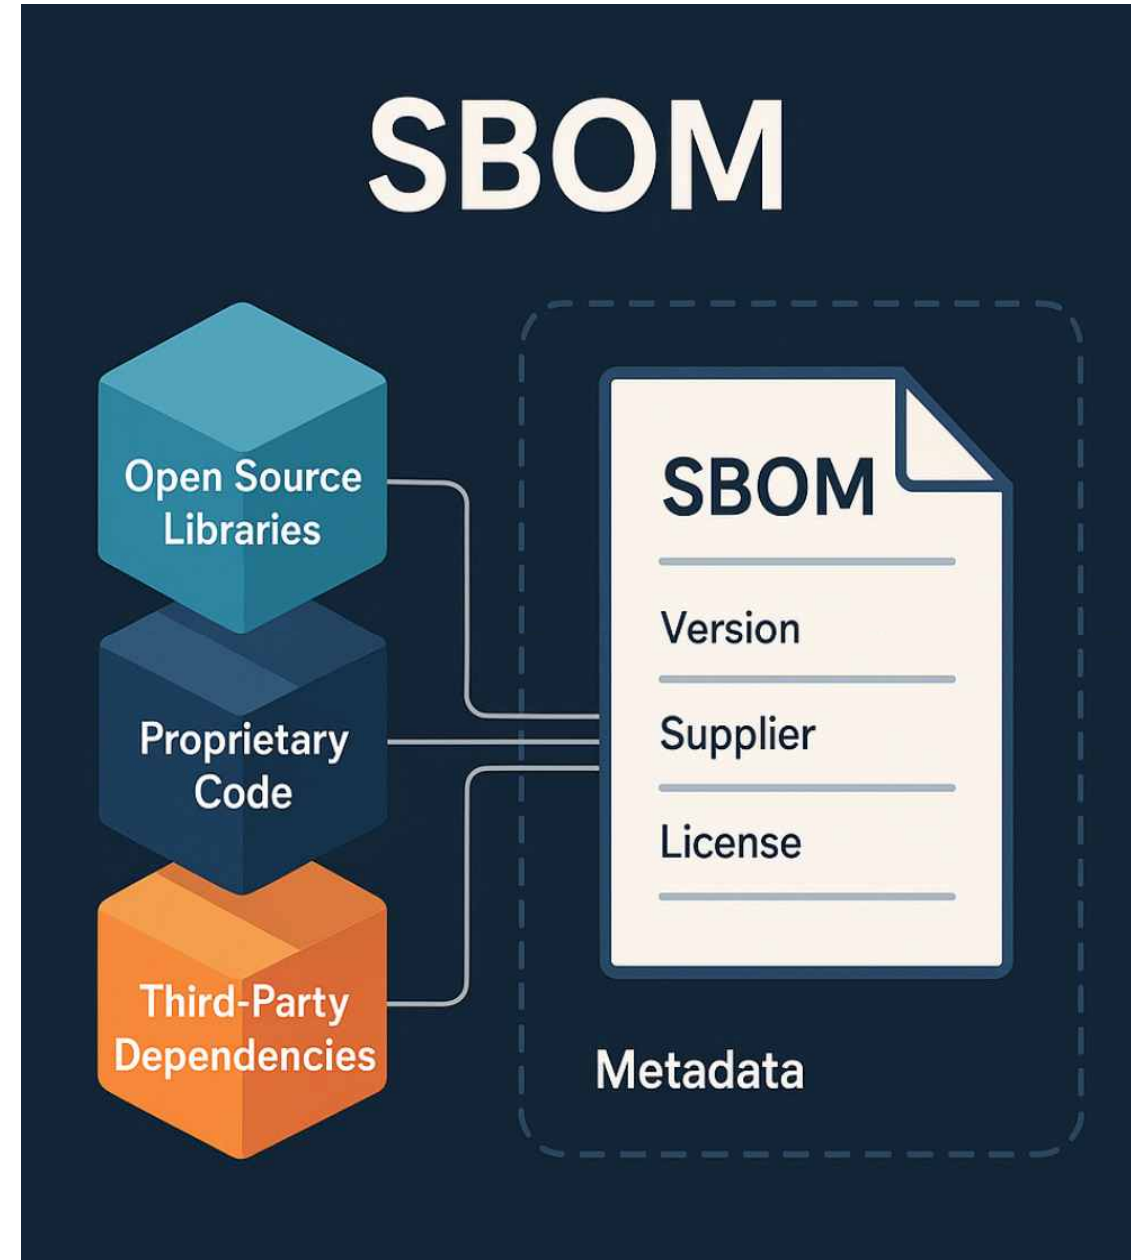 SBOM
Open Source
Libraries
Proprietary
Code
Third-Party
Dependencies
SBOM
Version
Supplier
License
Metadata